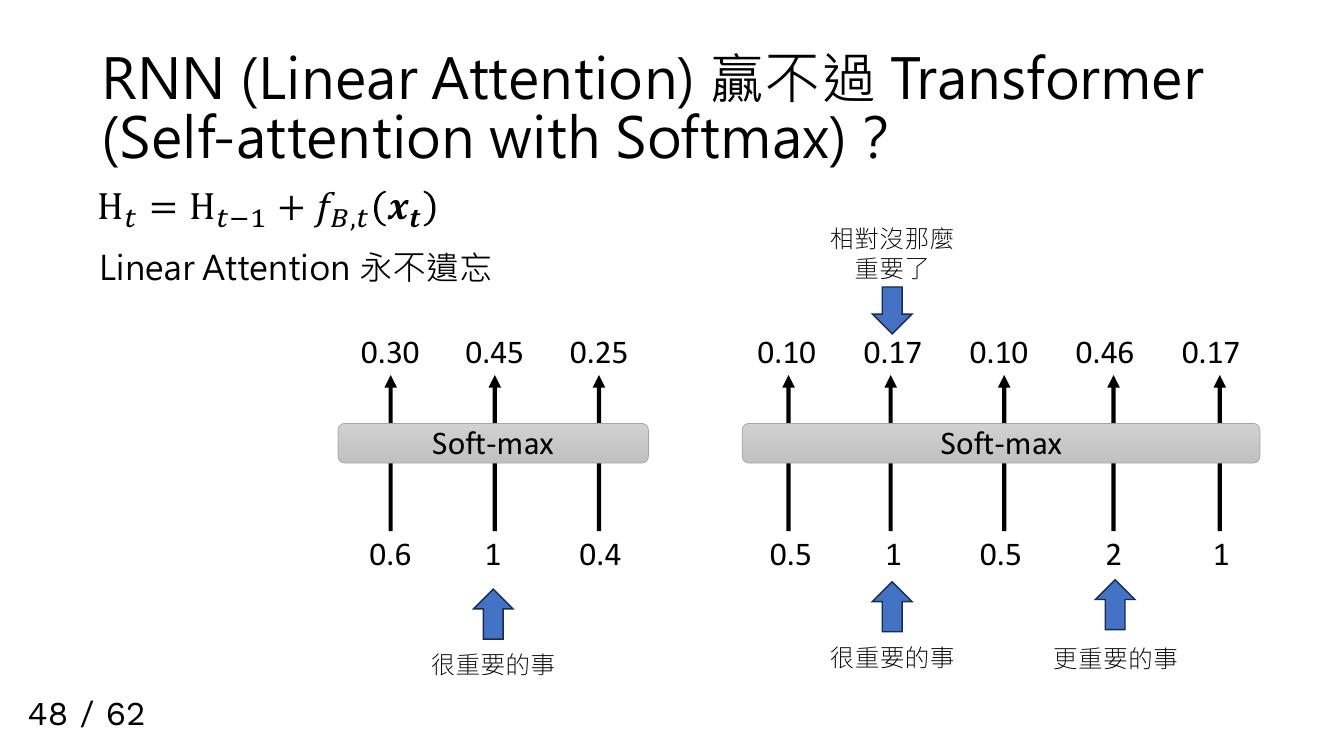 RNN (Linear Attention) 贏不過 Transformer
(Self-attention with Softmax)？
H_t = H_{t−1} + f_{B,t}(x_t)
Linear Attention 永不遺忘
相對沒那麼
重要了
0.30 0.45 0.25
0.10 0.17 0.10 0.46 0.17
Soft-max
Soft-max
0.6 1 0.4
0.5 1 0.5 2 1
很重要的事
很重要的事
更重要的事
48 / 62